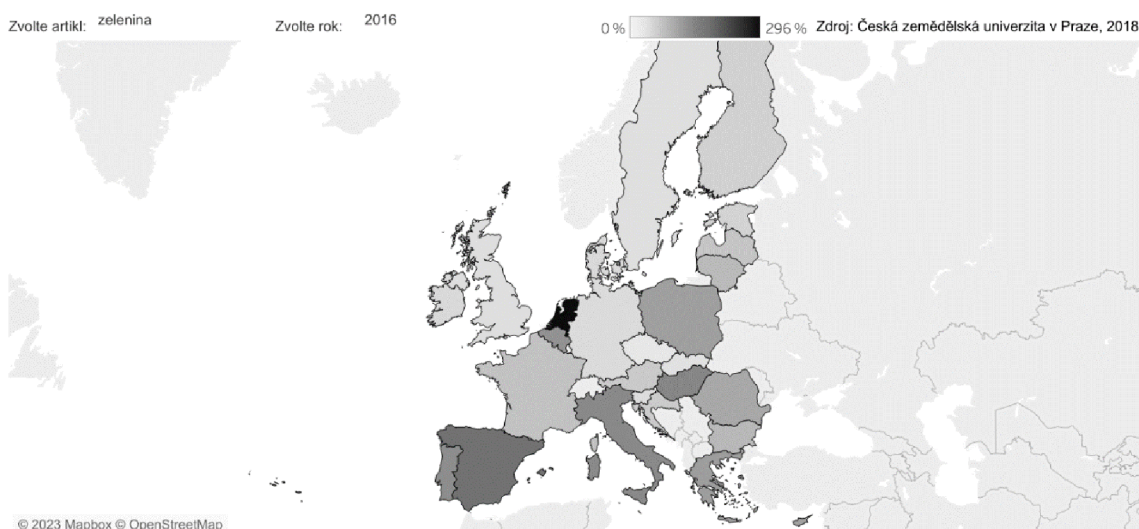 Zvolte artikl: zelenina Zvolte rok: 2016 0 % 296 % Zdroj: Česká zemědělská univerzita v Praze, 2018
© 2023 Mapbox © OpenStreetMap